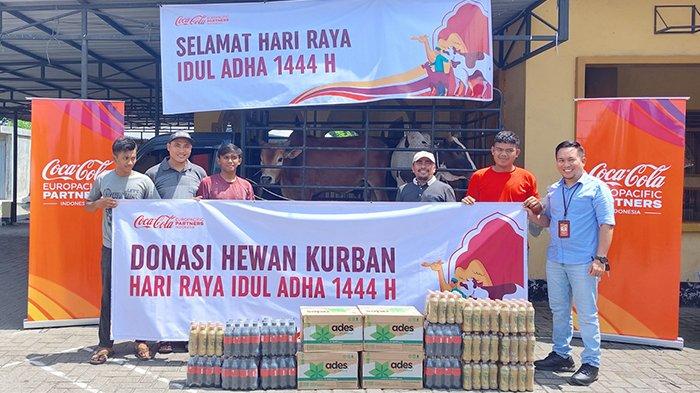 Coca-Cola EUROPACIFIC PARTNERS
SELAMAT HARI RAYA
IDUL ADHA 1444 H
Coca-Cola
EUROPACIFIC
PARTNERS
INDONESIA
Coca-Cola
EUROPACIFIC
PARTNERS
INDONESIA
Coca-Cola EUROPACIFIC PARTNERS
INDONESIA
DONASI HEWAN KURBAN
HARI RAYA IDUL ADHA 1444 H
ades
ades
ades
ades